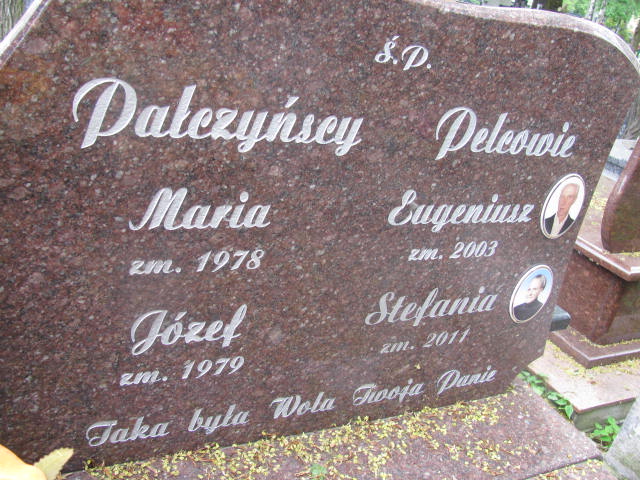 Ś.P.
Pałczyńscy
Maria
zm. 1978
Józef
zm. 1979
Pelcowie
Eugeniusz
zm. 2003
Stefania
zm. 2011
Taka była Wola Twoja Panie